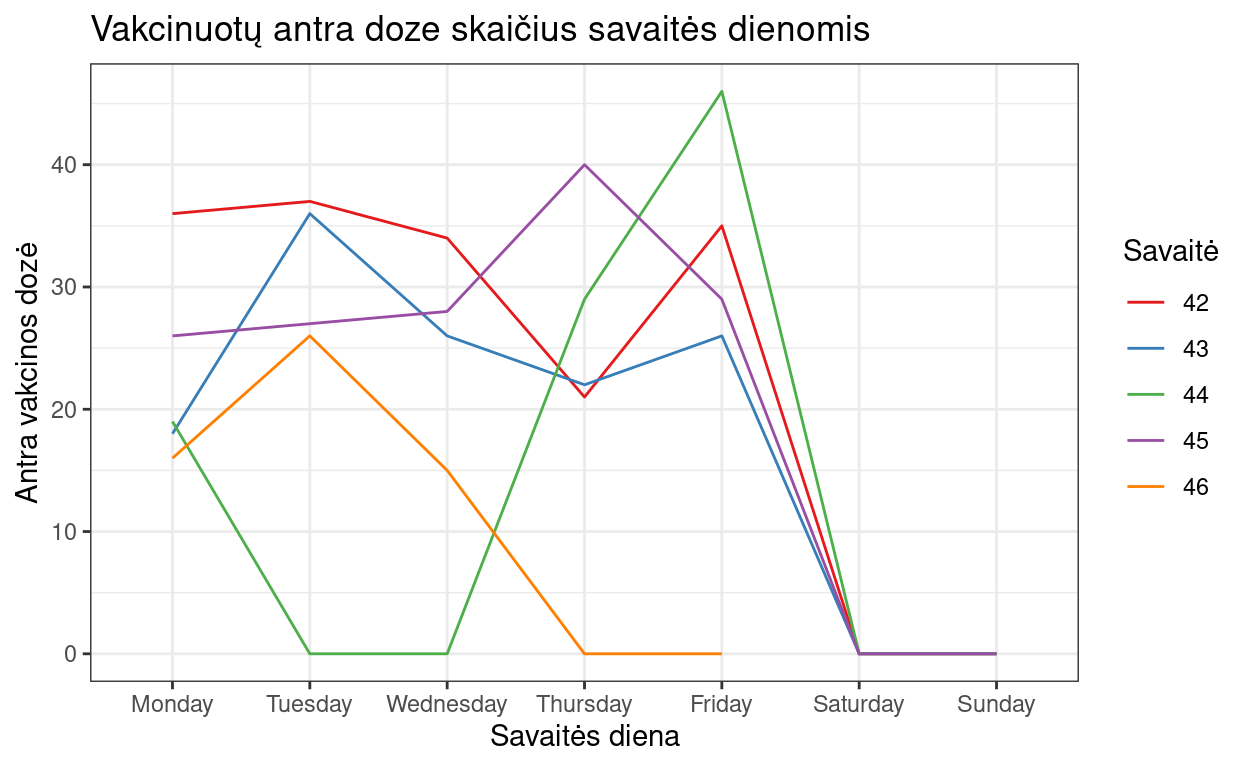 Vakcinuotų antra doze skaičius savaitės dienomis
Antra vakcinos dozė
40
30
20
10
0
Monday Tuesday Wednesday Thursday Friday Saturday Sunday
Savaitės diena
Savaitė
42
43
44
45
46